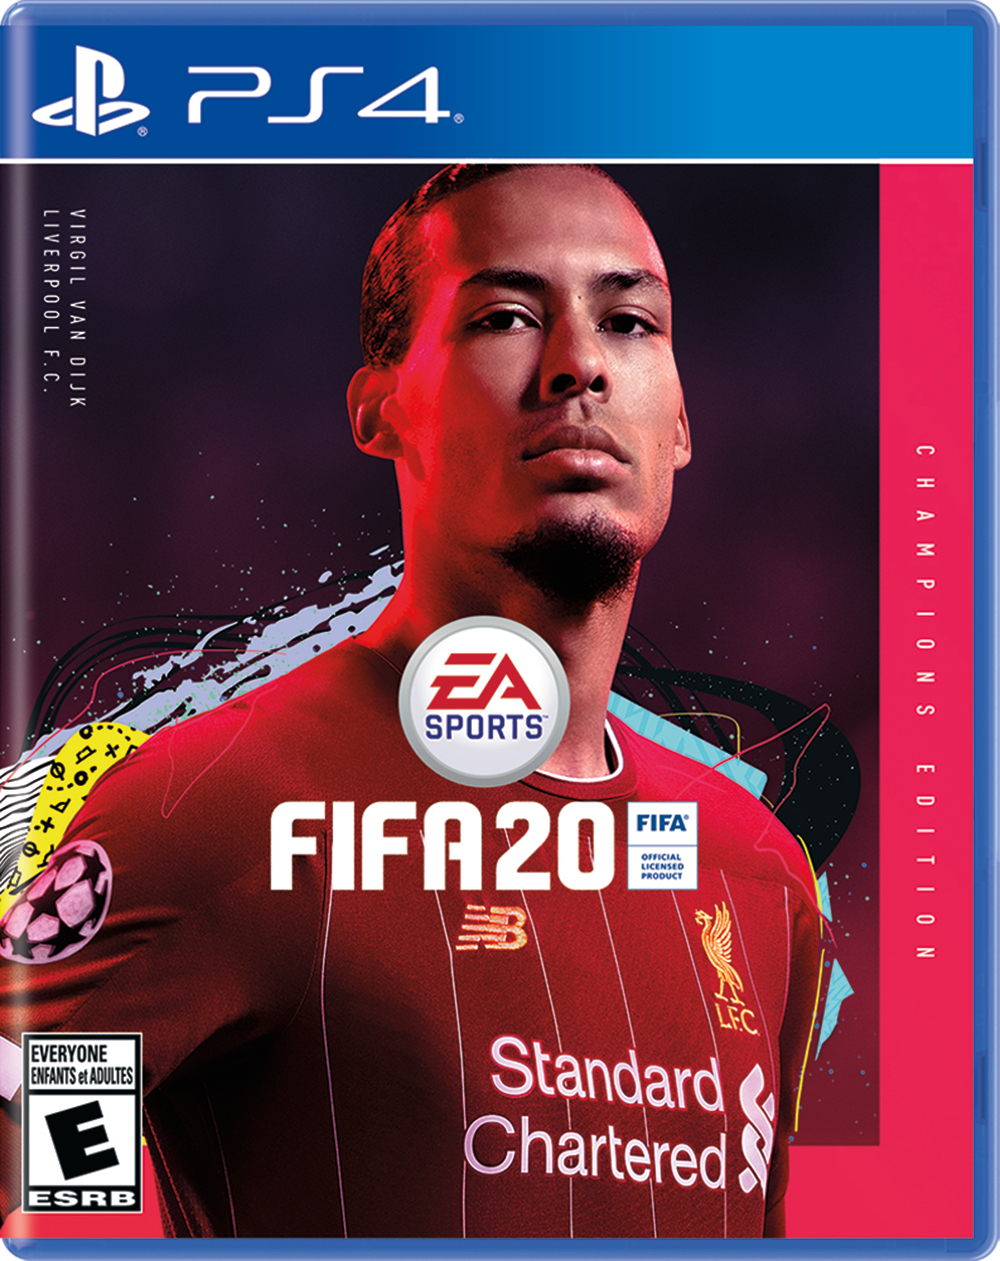 PS4
VIRGIL VAN DIJK
LIVERPOOL F.C.
CHAMPIONS EDITION
EA
SPORTS™
FIFA20
FIFA®
OFFICIAL
LICENSED
PRODUCT
L.F.C.
Standard
Chartered
EVERYONE
ENFANTS et ADULTES
E
ESRB